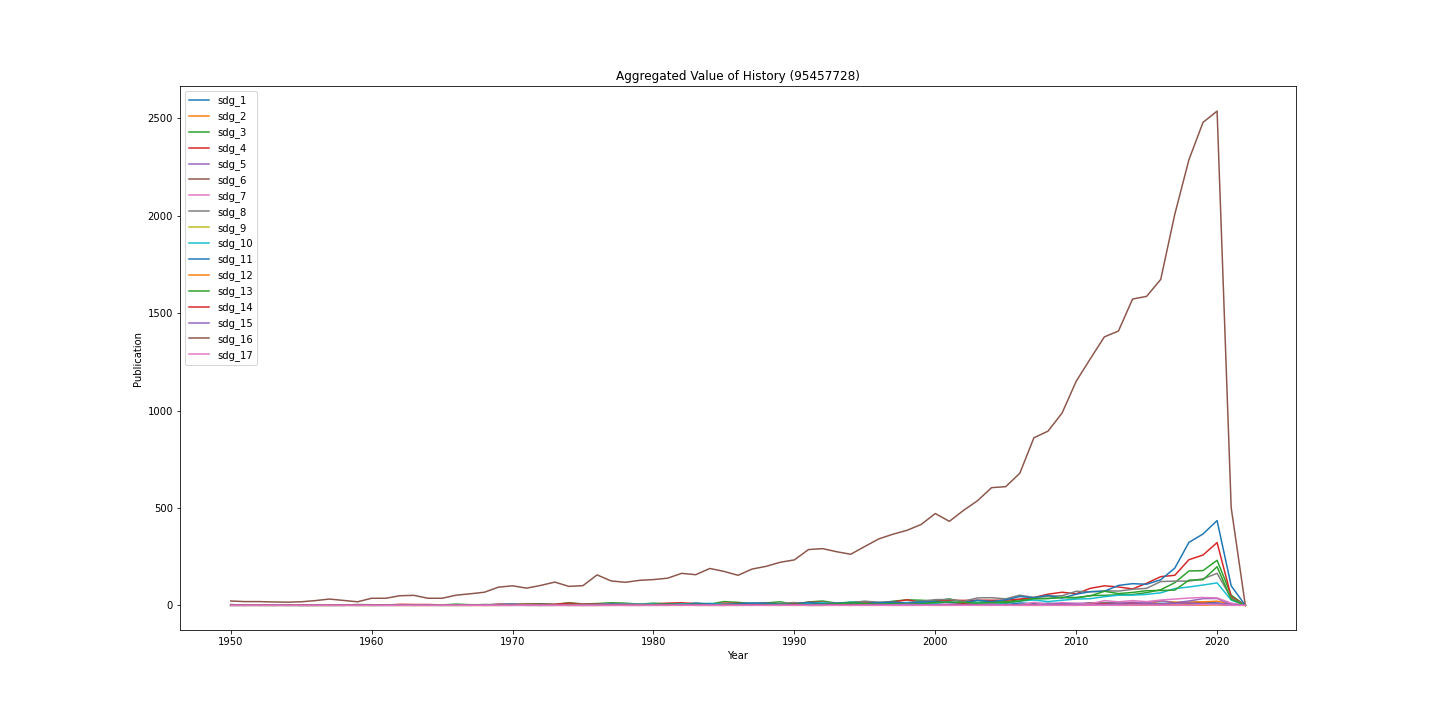 Aggregated Value of History (95457728)
sdg_1
sdg_2
sdg_3
sdg_4
sdg_5
sdg_6
sdg_7
sdg_8
sdg_9
sdg_10
sdg_11
sdg_12
sdg_13
sdg_14
sdg_15
sdg_16
sdg_17
Publication
2500
2000
1500
1000
500
0
1950 1960 1970 1980 1990 2000 2010 2020
Year